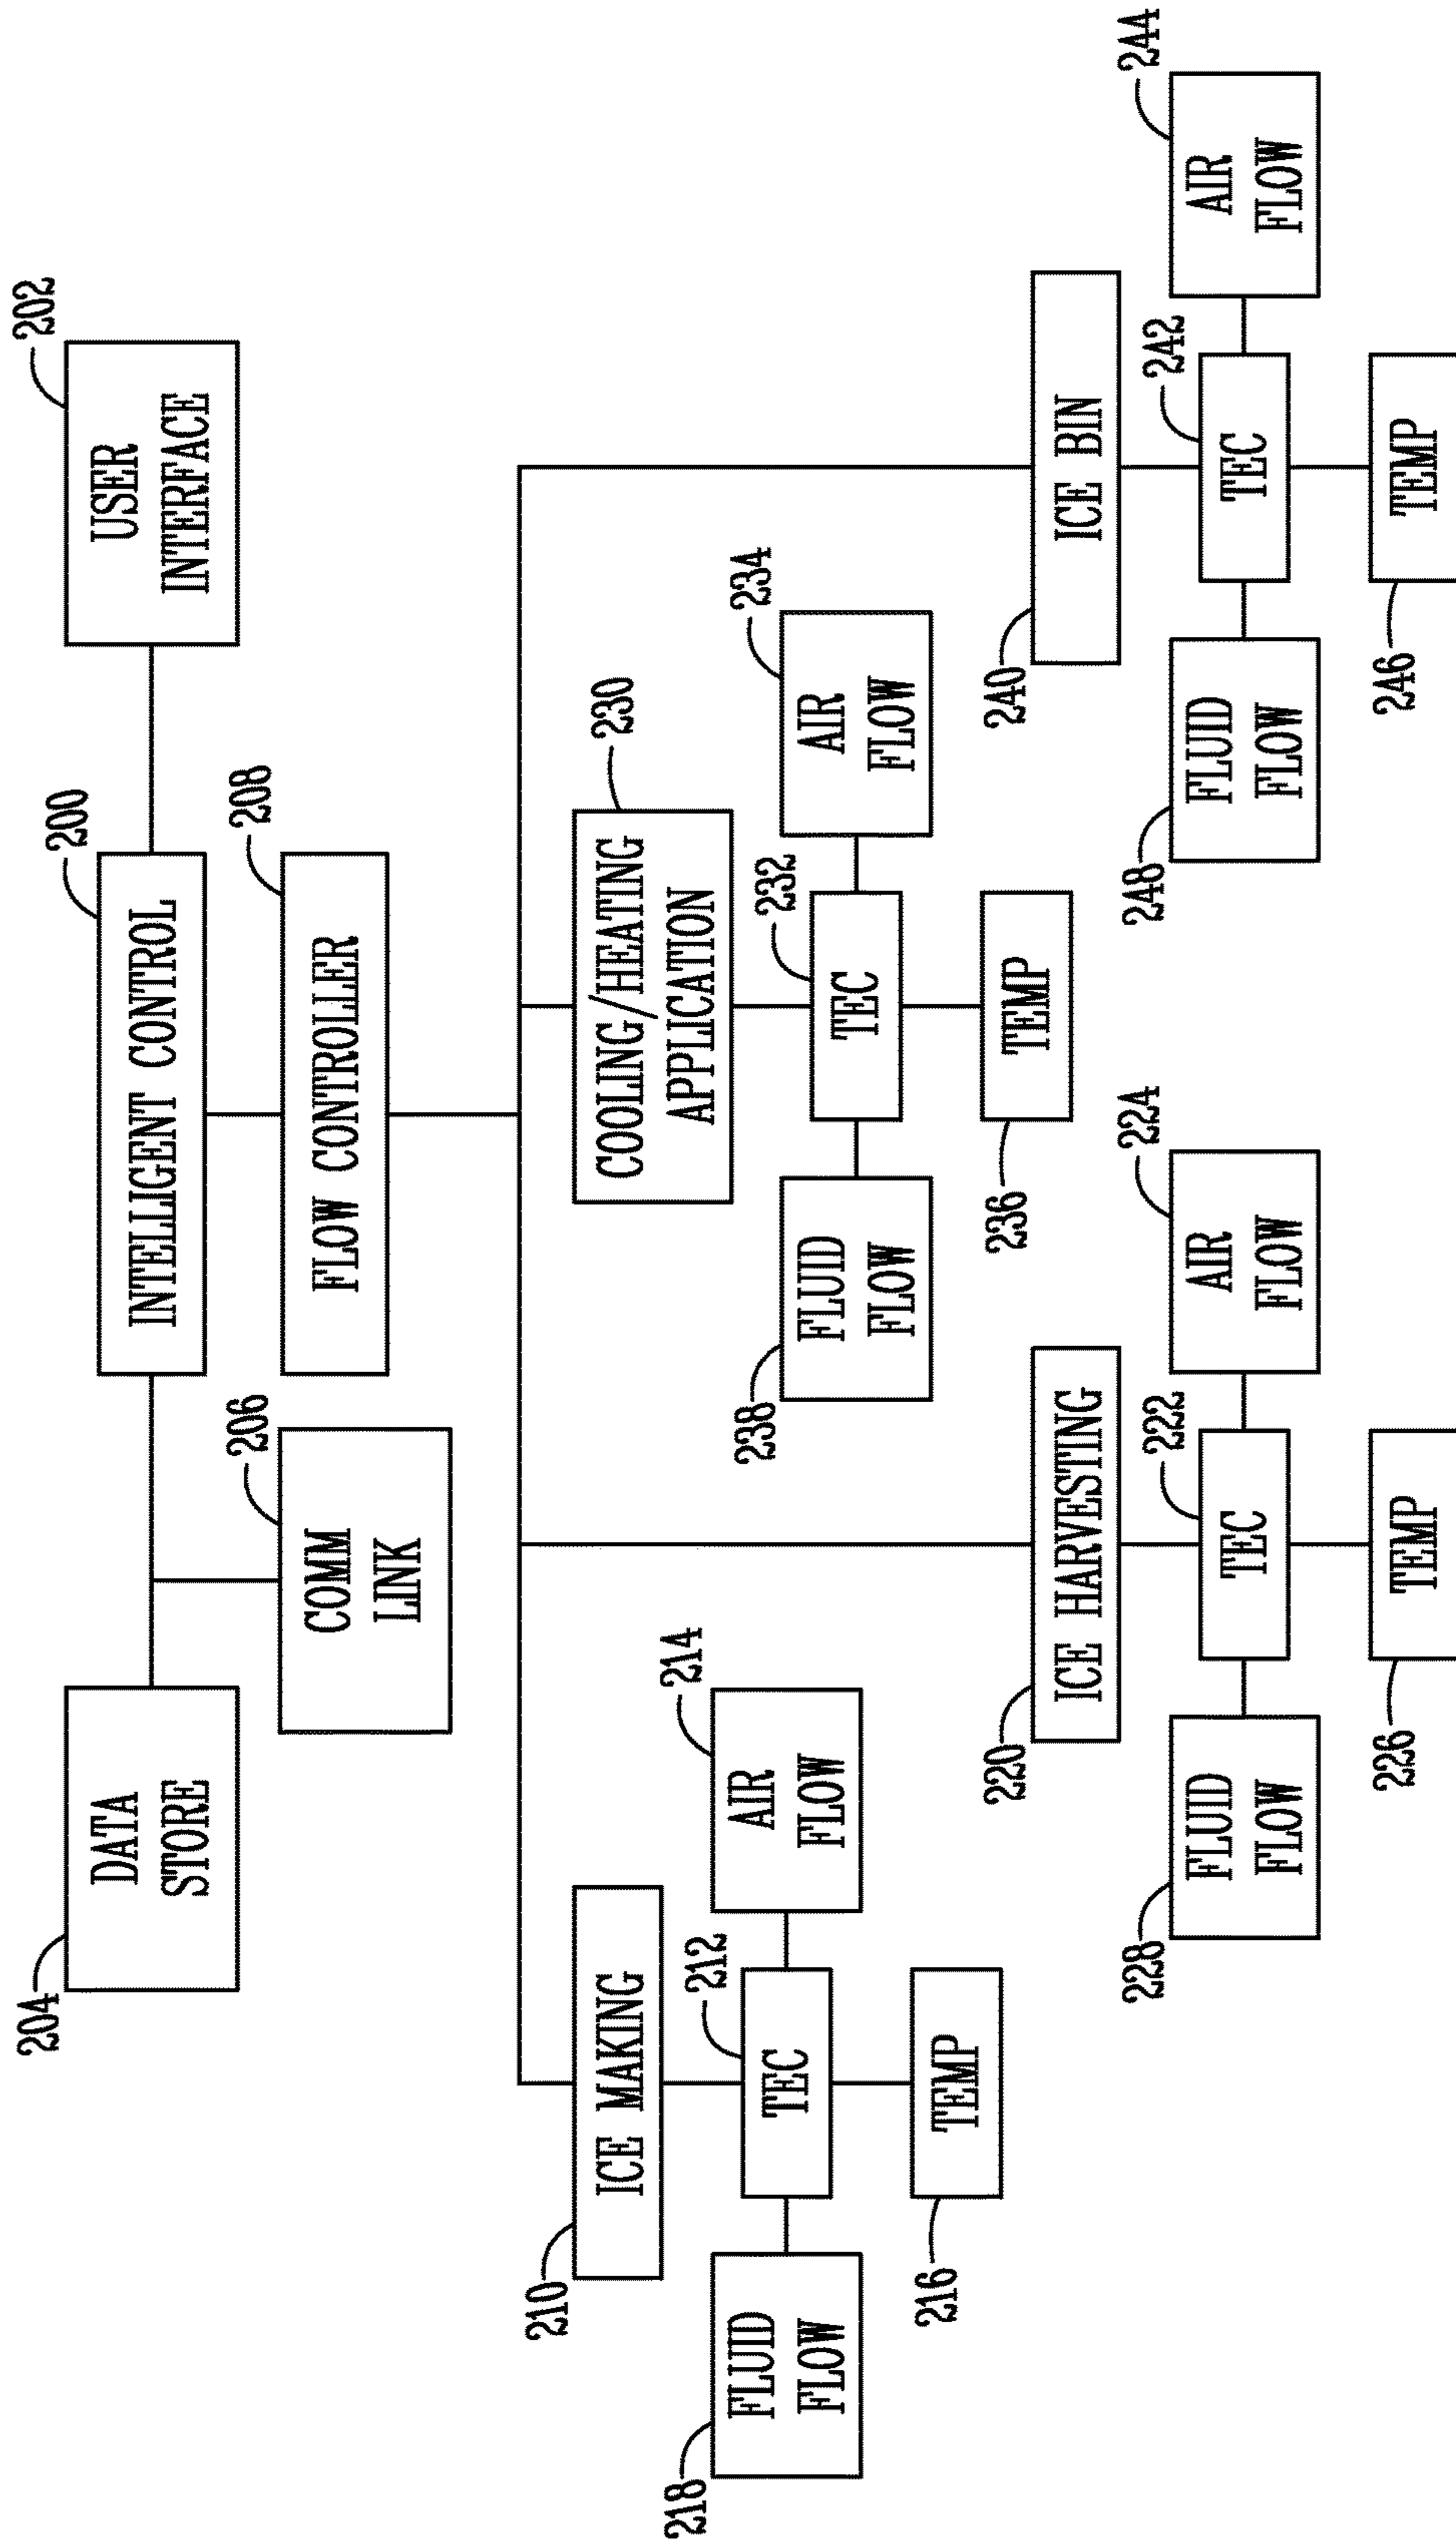 204
DATA
STORE
200
INTELLIGENT CONTROL
202
USER
INTERFACE
206
COMM
LINK
208
FLOW CONTROLLER
210
ICE MAKING
212
TEC
214
AIR
FLOW
218
FLUID
FLOW
216
TEMP
220
ICE HARVESTING
222
TEC
224
AIR
FLOW
228
FLUID
FLOW
226
TEMP
230
COOLING/HEATING
APPLICATION
232
TEC
234
AIR
FLOW
238
FLUID
FLOW
236
TEMP
240
ICE BIN
242
TEC
244
AIR
FLOW
248
FLUID
FLOW
246
TEMP